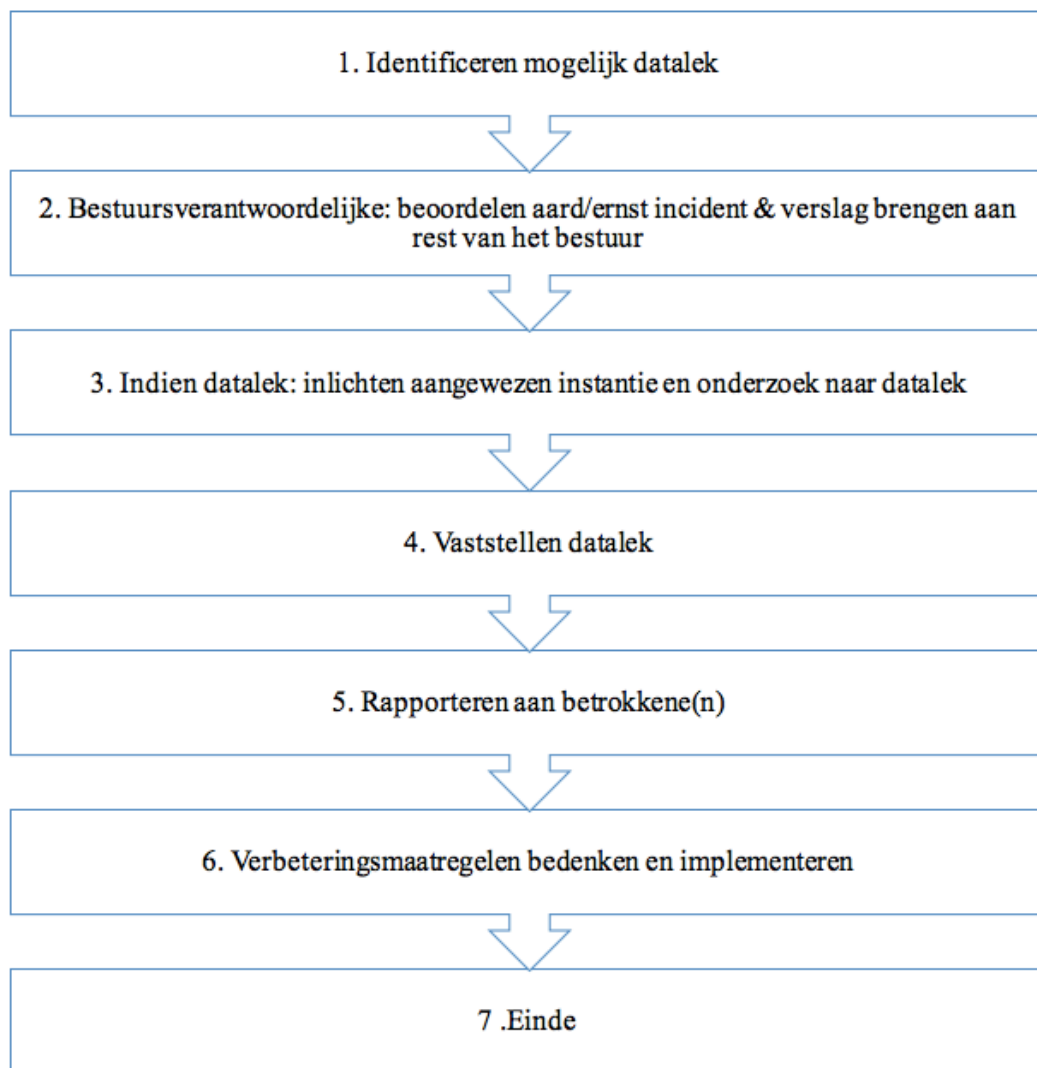 1. Identificeren mogelijk datalek
2. Bestuursverantwoordelijke: beoordelen aard/ernst incident & verslag brengen aan
rest van het bestuur
3. Indien datalek: inlichten aangewezen instantie en onderzoek naar datalek
4. Vaststellen datalek
5. Rapporteren aan betrokkene(n)
6. Verbeteringsmaatregelen bedenken en implementeren
7 .Einde